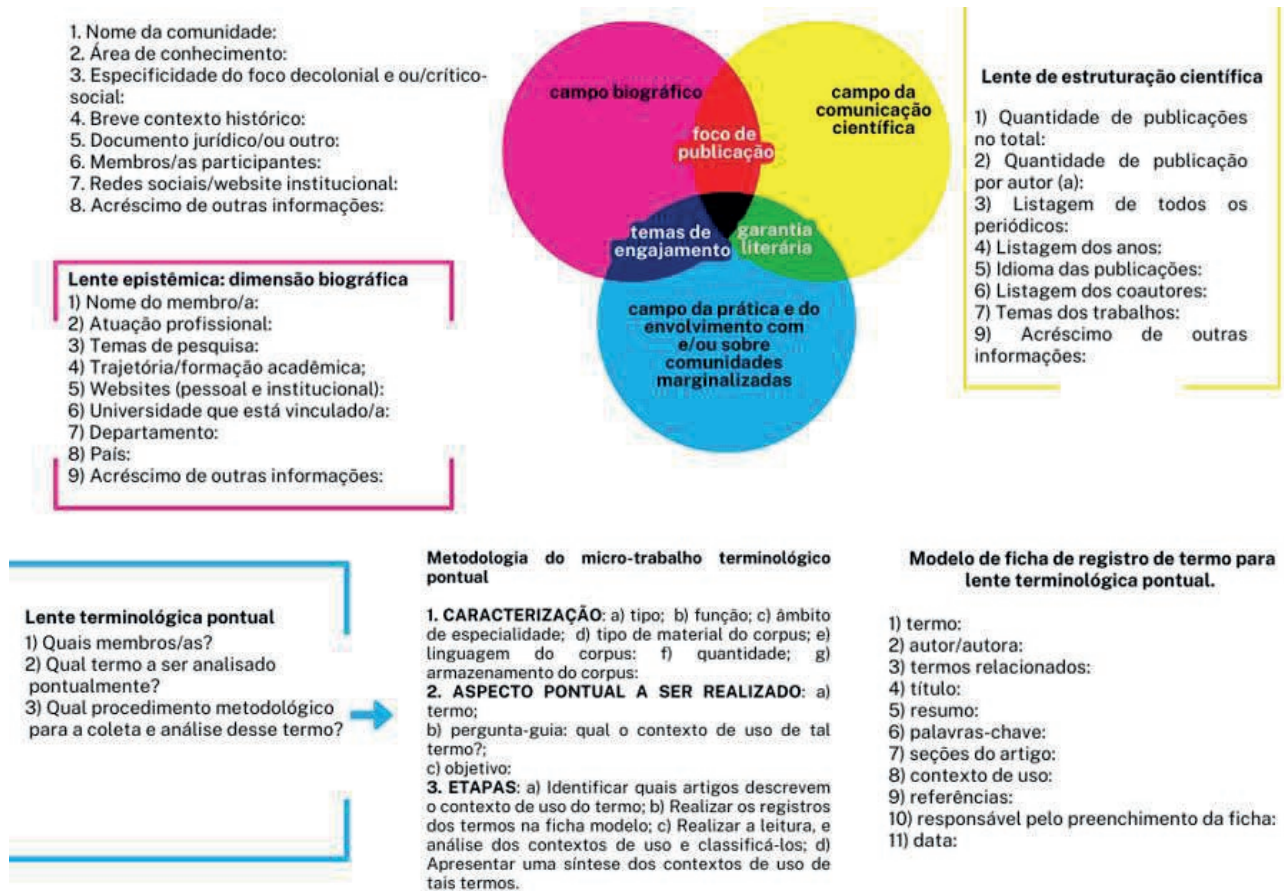 1. Nome da comunidade:
2. Área de conhecimento:
3. Especificidade do foco decolonial e ou/crítico-
social:
4. Breve contexto histórico:
5. Documento jurídico/ou outro:
6. Membros/as participantes:
7. Redes sociais/website institucional:
8. Acréscimo de outras informações:
Lente epistêmica: dimensão biográfica
1) Nome do membro/a:
2) Atuação profissional:
3) Temas de pesquisa:
4) Trajetória/formação acadêmica;
5) Websites (pessoal e institucional):
6) Universidade que está vinculado/a:
7) Departamento:
8) País:
9) Acréscimo de outras informações:
campo biográfico
campo da
comunicação
científica
foco de
publicação
temas de
engajamento
garantia
literária
campo da prática e do
envolvimento com
e/ou sobre
comunidades
marginalizadas
Lente de estruturação científica
1) Quantidade de publicações
no total:
2) Quantidade de publicação
por autor (a):
3) Listagem de todos os
periódicos:
4) Listagem dos anos:
5) Idioma das publicações:
6) Listagem dos coautores:
7) Temas dos trabalhos:
9) Acréscimo de outras
informações:
Lente terminológica pontual
1) Quais membros/as?
2) Qual termo a ser analisado
pontualmente?
3) Qual procedimento metodológico
para a coleta e análise desse termo?
Metodologia do micro-trabalho terminológico
pontual
1. CARACTERIZAÇÃO: a) tipo; b) função; c) âmbito
de especialidade; d) tipo de material do corpus; e)
linguagem do corpus: f) quantidade; g)
armazenamento do corpus:
2. ASPECTO PONTUAL A SER REALIZADO: a)
termo;
b) pergunta-guia: qual o contexto de uso de tal
termo?;
c) objetivo:
3. ETAPAS: a) Identificar quais artigos descrevem
o contexto de uso do termo; b) Realizar os registros
dos termos na ficha modelo; c) Realizar a leitura, e
análise dos contextos de uso e classificá-los; d)
Apresentar uma síntese dos contextos de uso de
tais termos.
Modelo de ficha de registro de termo para
lente terminológica pontual.
1) termo:
2) autor/autora:
3) termos relacionados:
4) título:
5) resumo:
6) palavras-chave:
7) seções do artigo:
8) contexto de uso:
9) referências:
10) responsável pelo preenchimento da ficha:
11) data: